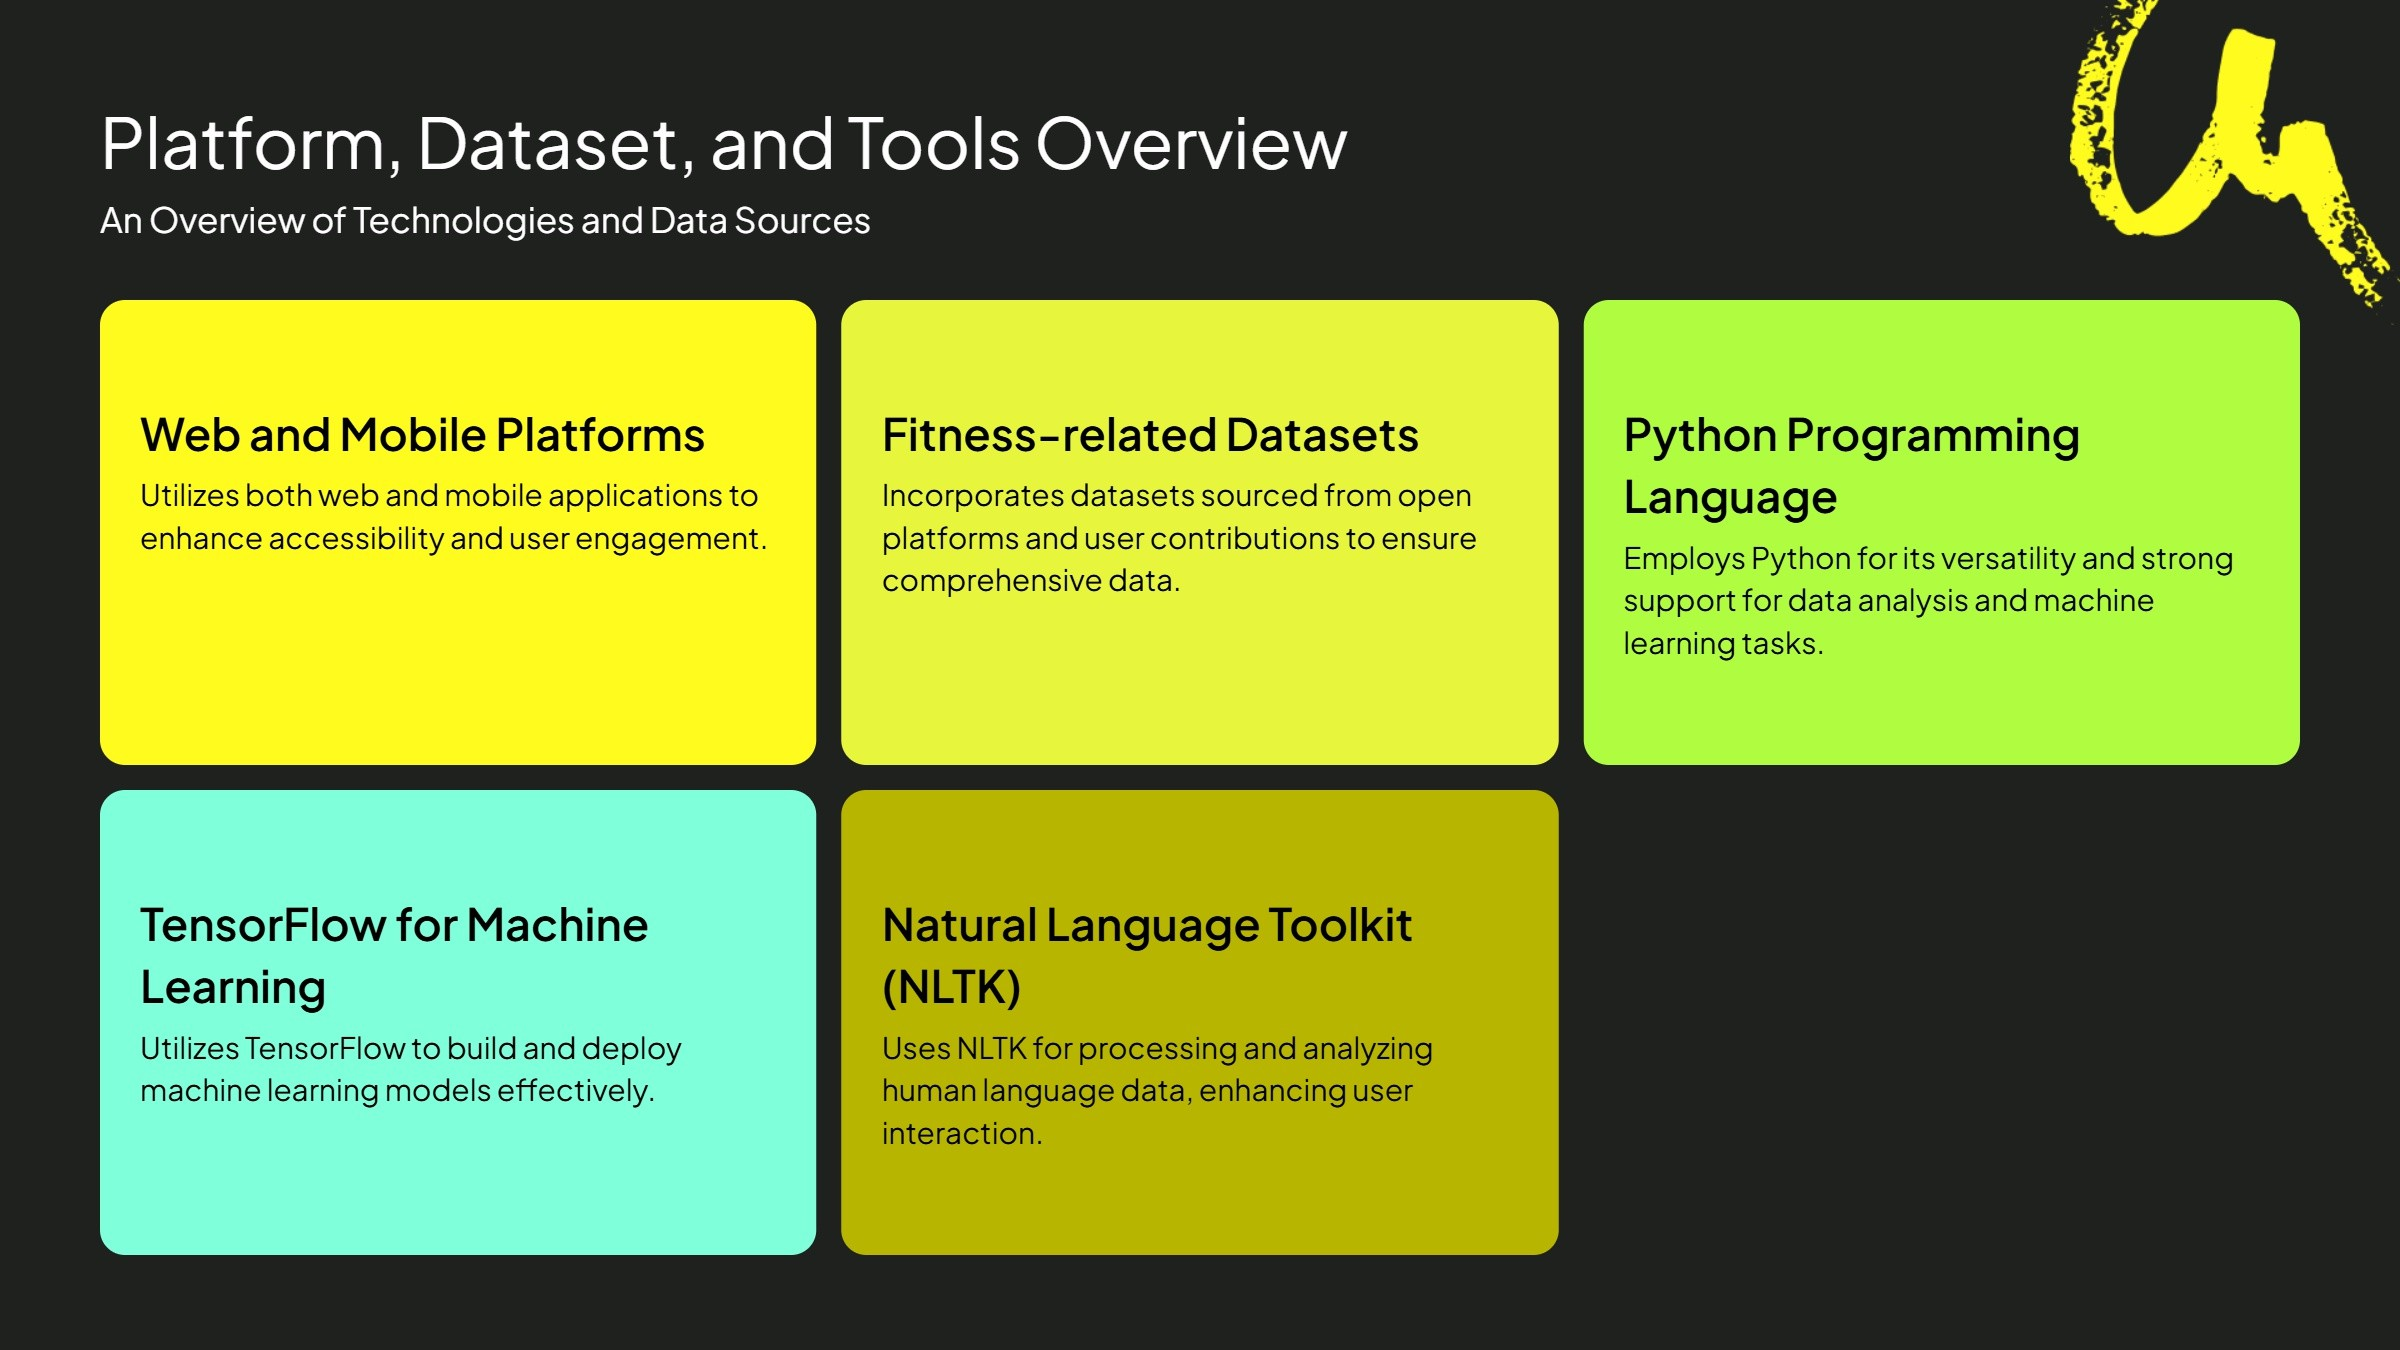 Platform, Dataset, and Tools Overview
An Overview of Technologies and Data Sources
Web and Mobile Platforms
Utilizes both web and mobile applications to
enhance accessibility and user engagement.
Fitness-related Datasets
Incorporates datasets sourced from open
platforms and user contributions to ensure
comprehensive data.
Python Programming
Language
Employs Python for its versatility and strong
support for data analysis and machine
learning tasks.
TensorFlow for Machine
Learning
Utilizes TensorFlow to build and deploy
machine learning models effectively.
Natural Language Toolkit
(NLTK)
Uses NLTK for processing and analyzing
human language data, enhancing user
interaction.